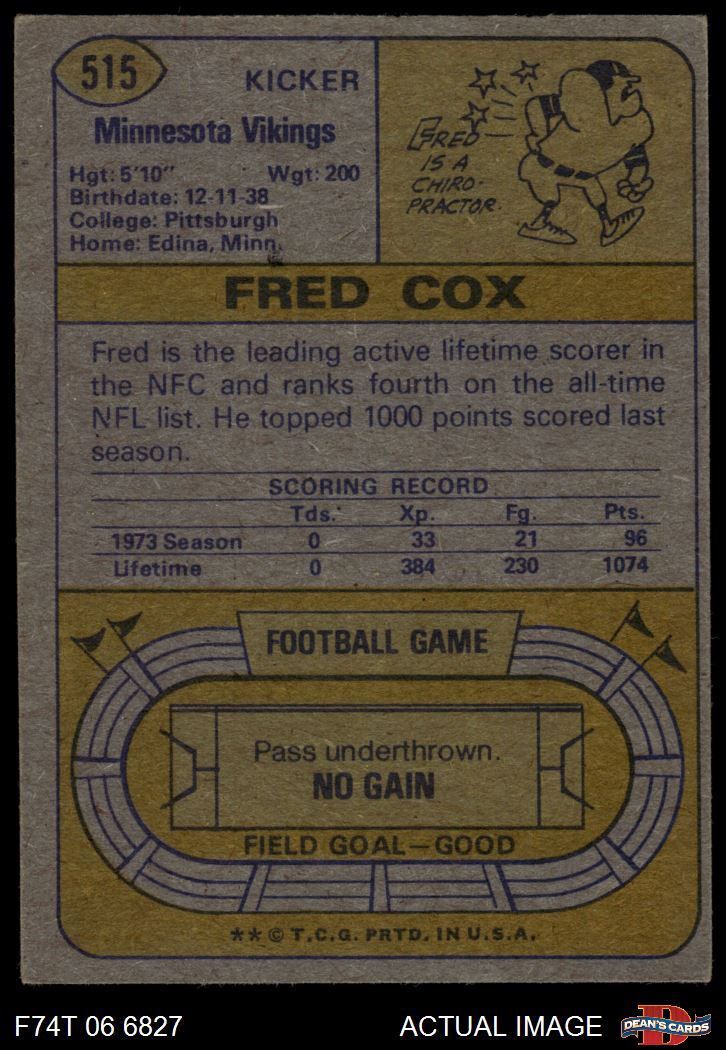 515
KICKER
Minnesota Vikings
Hgt: 5'10" Wgt: 200
Birthdate: 12-11-38
College: Pittsburgh
Home: Edina, Minn.
FRED
IS A
CHIRO-
PRACTOR.
FRED COX
Fred is the leading active lifetime scorer in
the NFC and ranks fourth on the all-time
NFL list. He topped 1000 points scored last
season.
SCORING RECORD
Tds. Xp. Fg. Pts.
1973 Season 0 33 21 96
Lifetime 0 384 230 1074
FOOTBALL GAME
Pass underthrown.
NO GAIN
FIELD GOAL—GOOD
** © T.C.G. PRTD. IN U.S.A.
F74T 06 6827 ACTUAL IMAGE DEAN'S CARDS